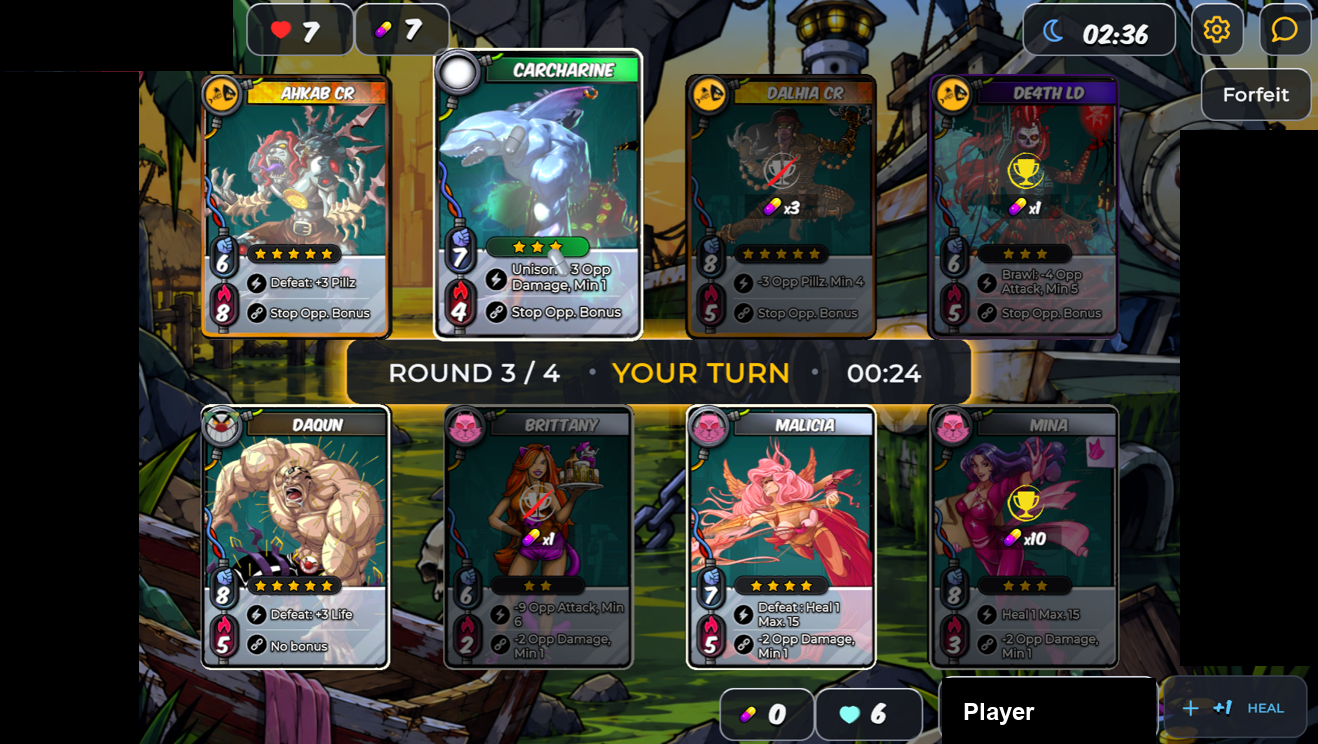 7
7
02:36
Forfeit
AHKAB CR
6
8
Defeat: +3 Pillz
Stop Opp. Bonus
CARCHARINE
7
4
3 Opp
Damage, Min 1
Stop Opp. Bonus
DALHIA CR
x3
8
5
-3 Opp Pillz. Min 4
Stop Opp. Bonus
DE4TH LD
x1
6
5
Brawl: -4 Opp
Attack, Min 5
Stop Opp. Bonus
ROUND 3 / 4 • YOUR TURN • 00:24
DAQUN
8
5
Defeat: +3 Life
No bonus
BRITTANY
x1
6
2
-9 Opp Attack, Min
6
-2 Opp Damage,
Min 1
MALICIA
7
5
Defeat : Heal 1
Max. 15
-2 Opp Damage,
Min 1
MINA
x10
8
3
Heal 1 Max. 15
-2 Opp Damage,
Min 1
0
6
Player
+ +1 HEAL